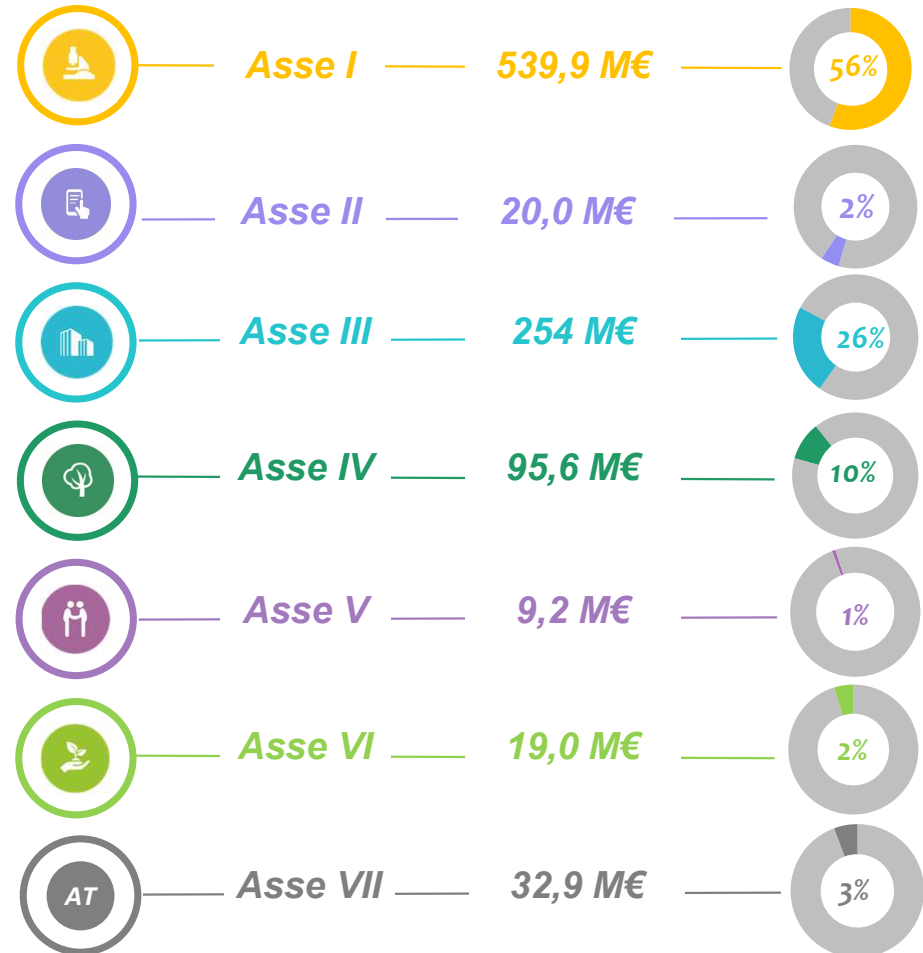 Asse I 539,9 M€ 56%
Asse II 20,0 M€ 2%
Asse III 254 M€ 26%
Asse IV 95,6 M€ 10%
Asse V 9,2 M€ 1%
Asse VI 19,0 M€ 2%
AT Asse VII 32,9 M€ 3%